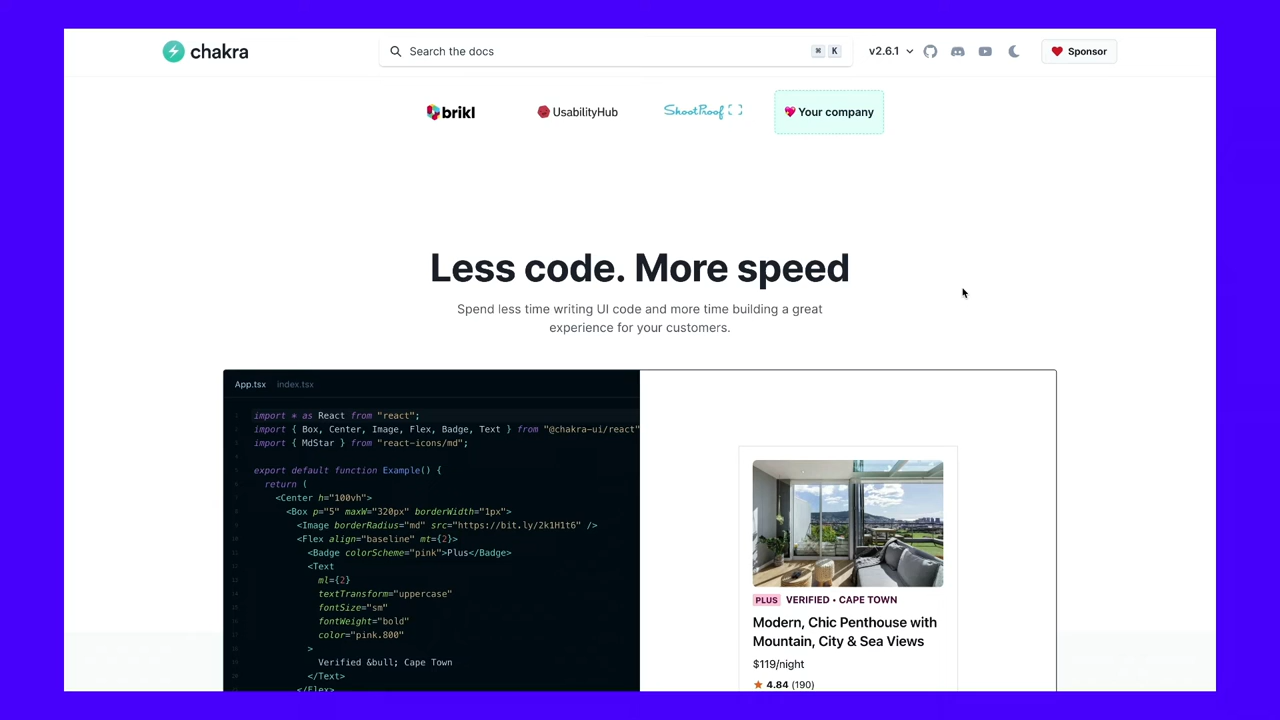 chakra
Search the docs
⌘ K
v2.6.1
Sponsor
brikl
UsabilityHub
ShootProof
💖 Your company
Less code. More speed
Spend less time writing UI code and more time building a great
experience for your customers.
App.tsx index.tsx
import * as React from "react";
import { Box, Center, Image, Flex, Badge, Text } from "@chakra-ui/react"
import { MdStar } from "react-icons/md";
export default function Example() {
return (
<Center h="100vh">
<Box p="5" maxW="320px" borderWidth="1px">
<Image borderRadius="md" src="https://bit.ly/2k1H1t6" />
<Flex align="baseline" mt={2}>
<Badge colorScheme="pink">Plus</Badge>
<Text
ml={2}
textTransform="uppercase"
fontSize="sm"
fontWeight="bold"
color="pink.800"
>
Verified &bull; Cape Town
</Text>
</Flex>
PLUS VERIFIED • CAPE TOWN
Modern, Chic Penthouse with
Mountain, City & Sea Views
$119/night
4.84 (190)